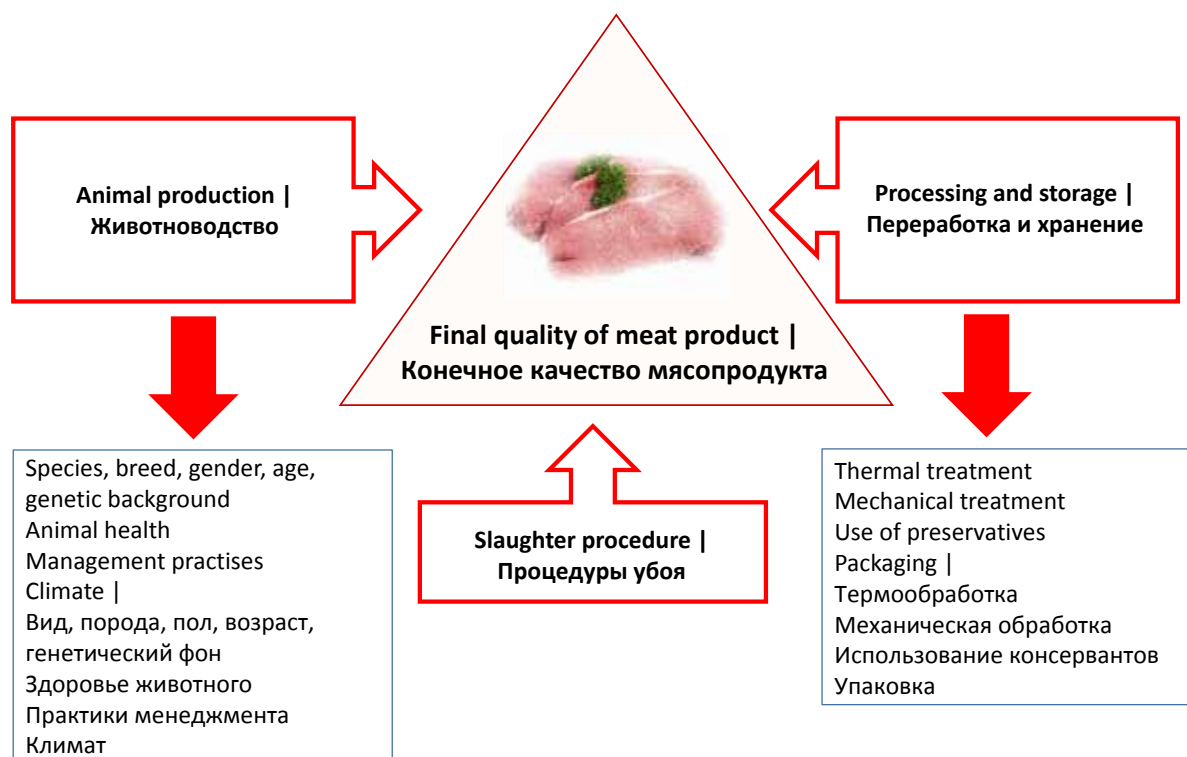 Animal production |
Животноводство
Final quality of meat product |
Конечное качество мясопродукта
Processing and storage |
Переработка и хранение
Species, breed, gender, age,
genetic background
Animal health
Management practises
Climate |
Вид, порода, пол, возраст,
генетический фон
Здоровье животного
Практики менеджмента
Климат
Slaughter procedure |
Процедуры убоя
Thermal treatment
Mechanical treatment
Use of preservatives
Packaging |
Термообработка
Механическая обработка
Использование консервантов
Упаковка